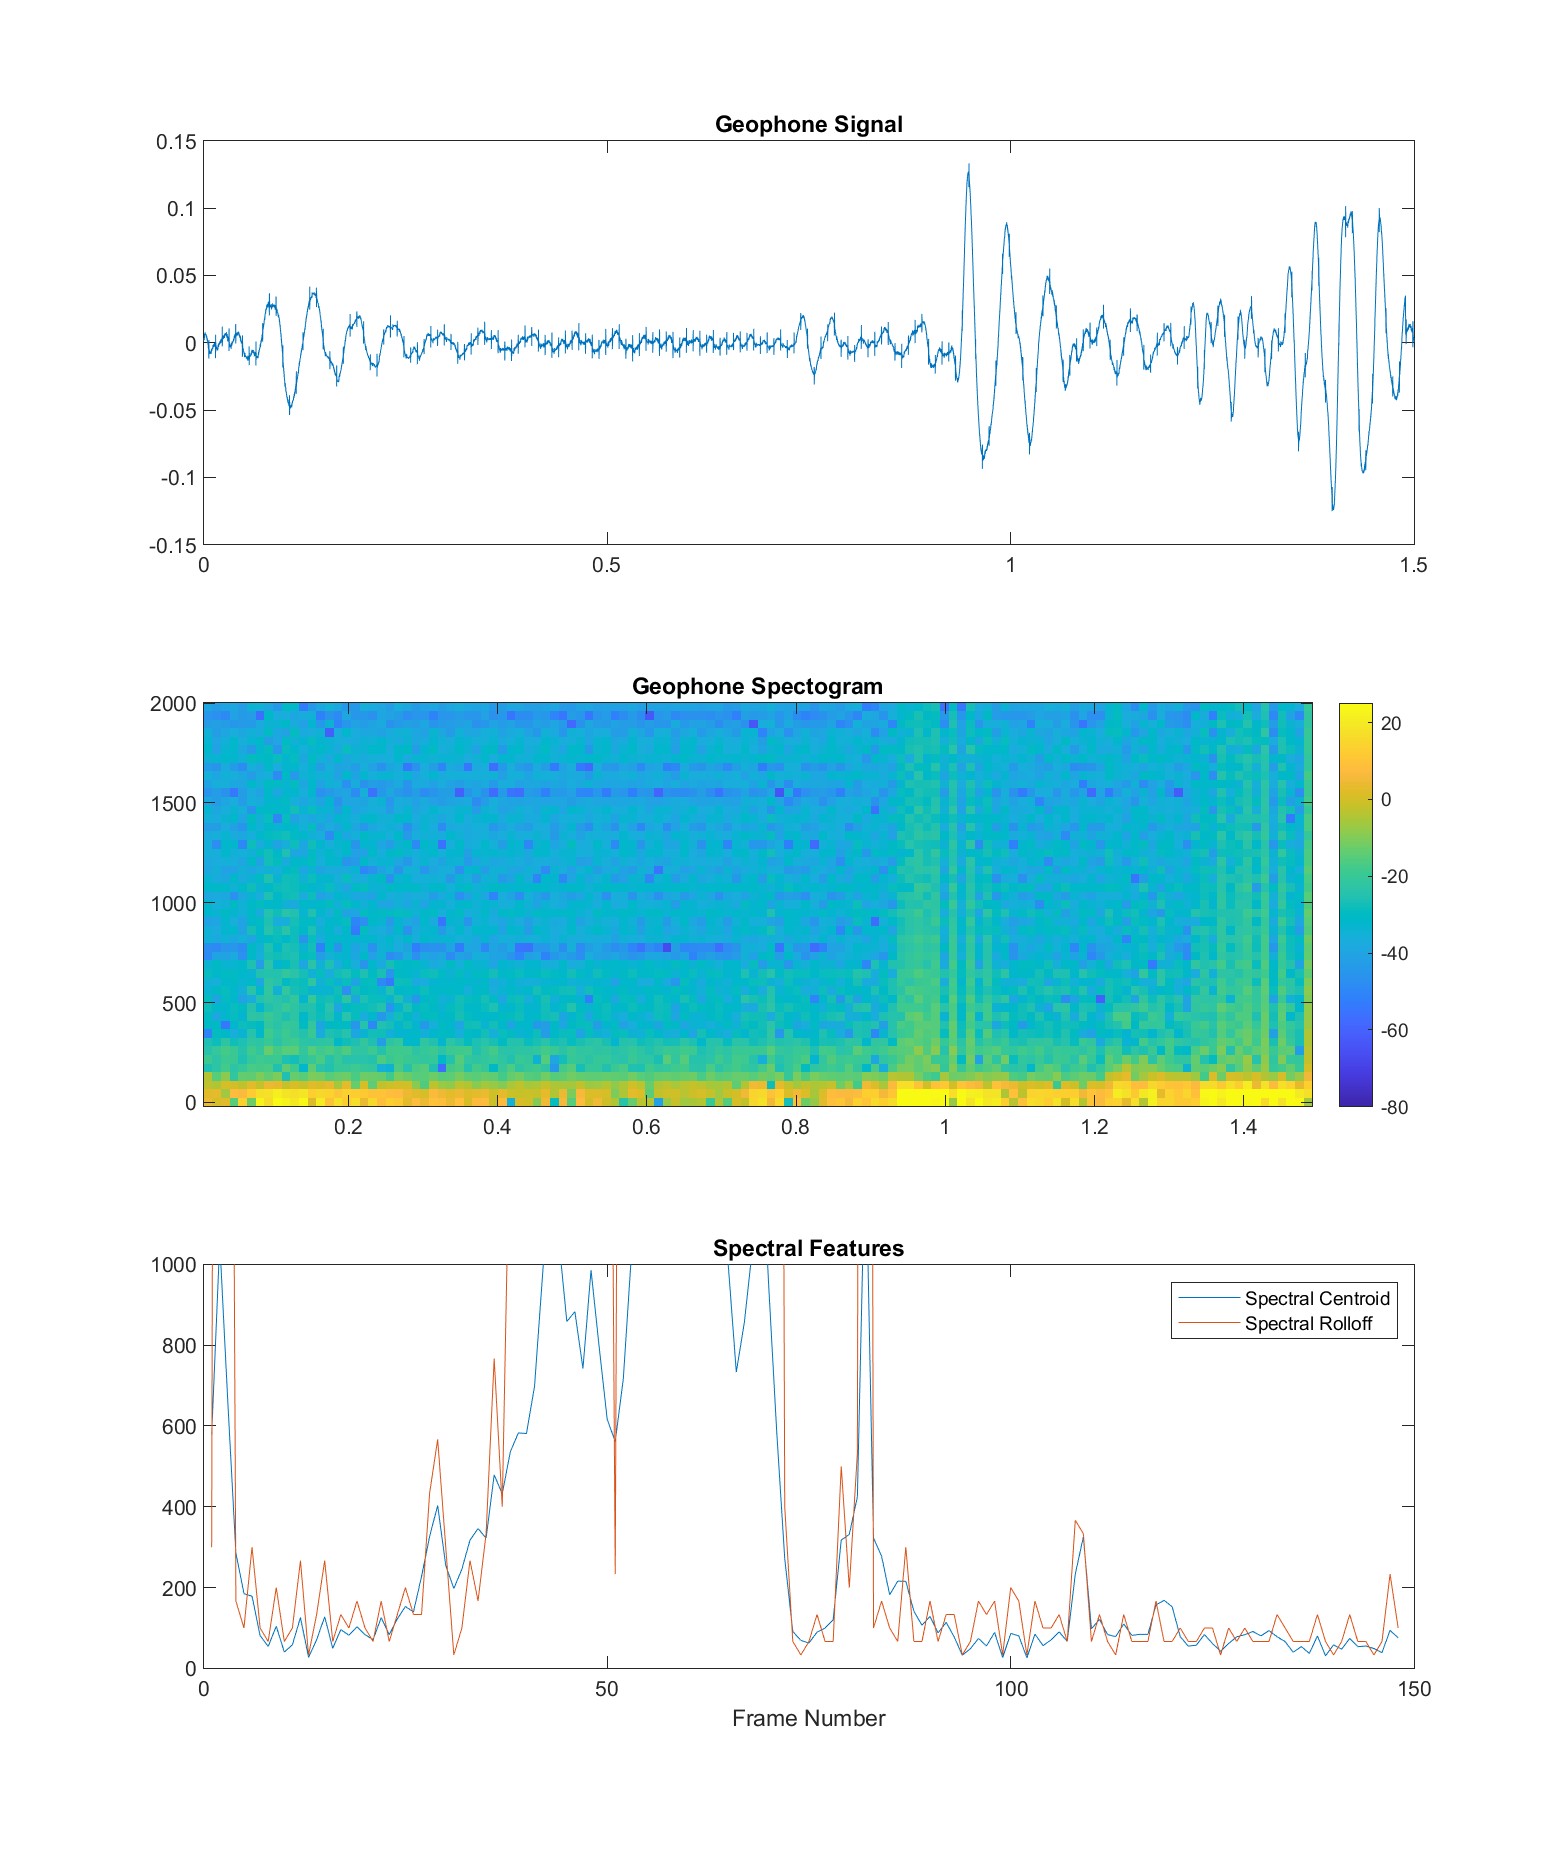 Geophone Signal
0.15
0.1
0.05
0
-0.05
-0.1
-0.15
0 0.5 1 1.5
Geophone Spectogram
2000
1500
1000
500
0
0.2 0.4 0.6 0.8 1 1.2 1.4
20
0
-20
-40
-60
-80
Spectral Features
1000
800
600
400
200
0
Spectral Centroid
Spectral Rolloff
0 50 100 150
Frame Number